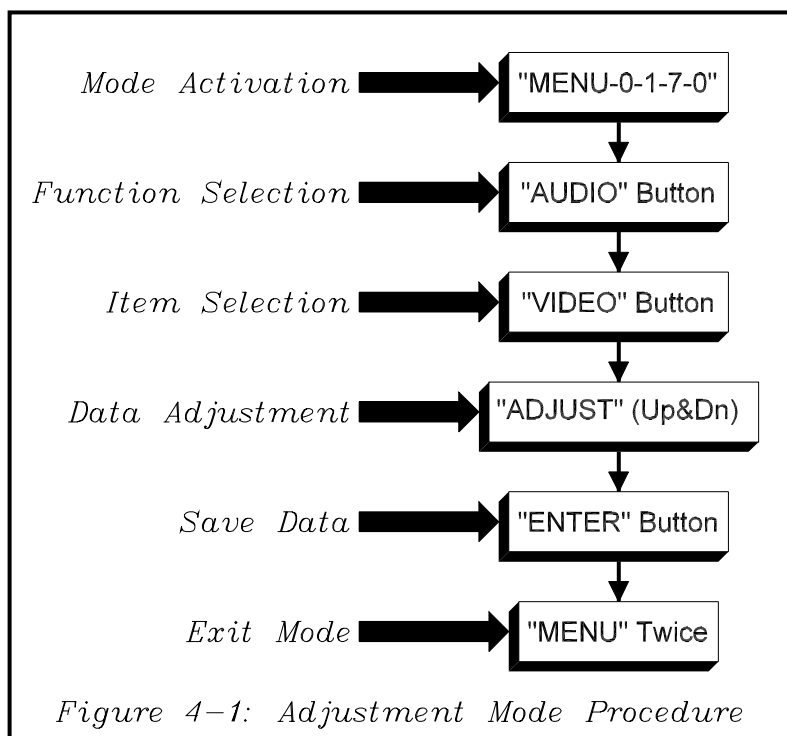 Mode Activation "MENU-0-1-7-0"
Function Selection "AUDIO" Button
Item Selection "VIDEO" Button
Data Adjustment "ADJUST" (Up&Dn)
Save Data "ENTER" Button
Exit Mode "MENU" Twice
Figure 4-1: Adjustment Mode Procedure